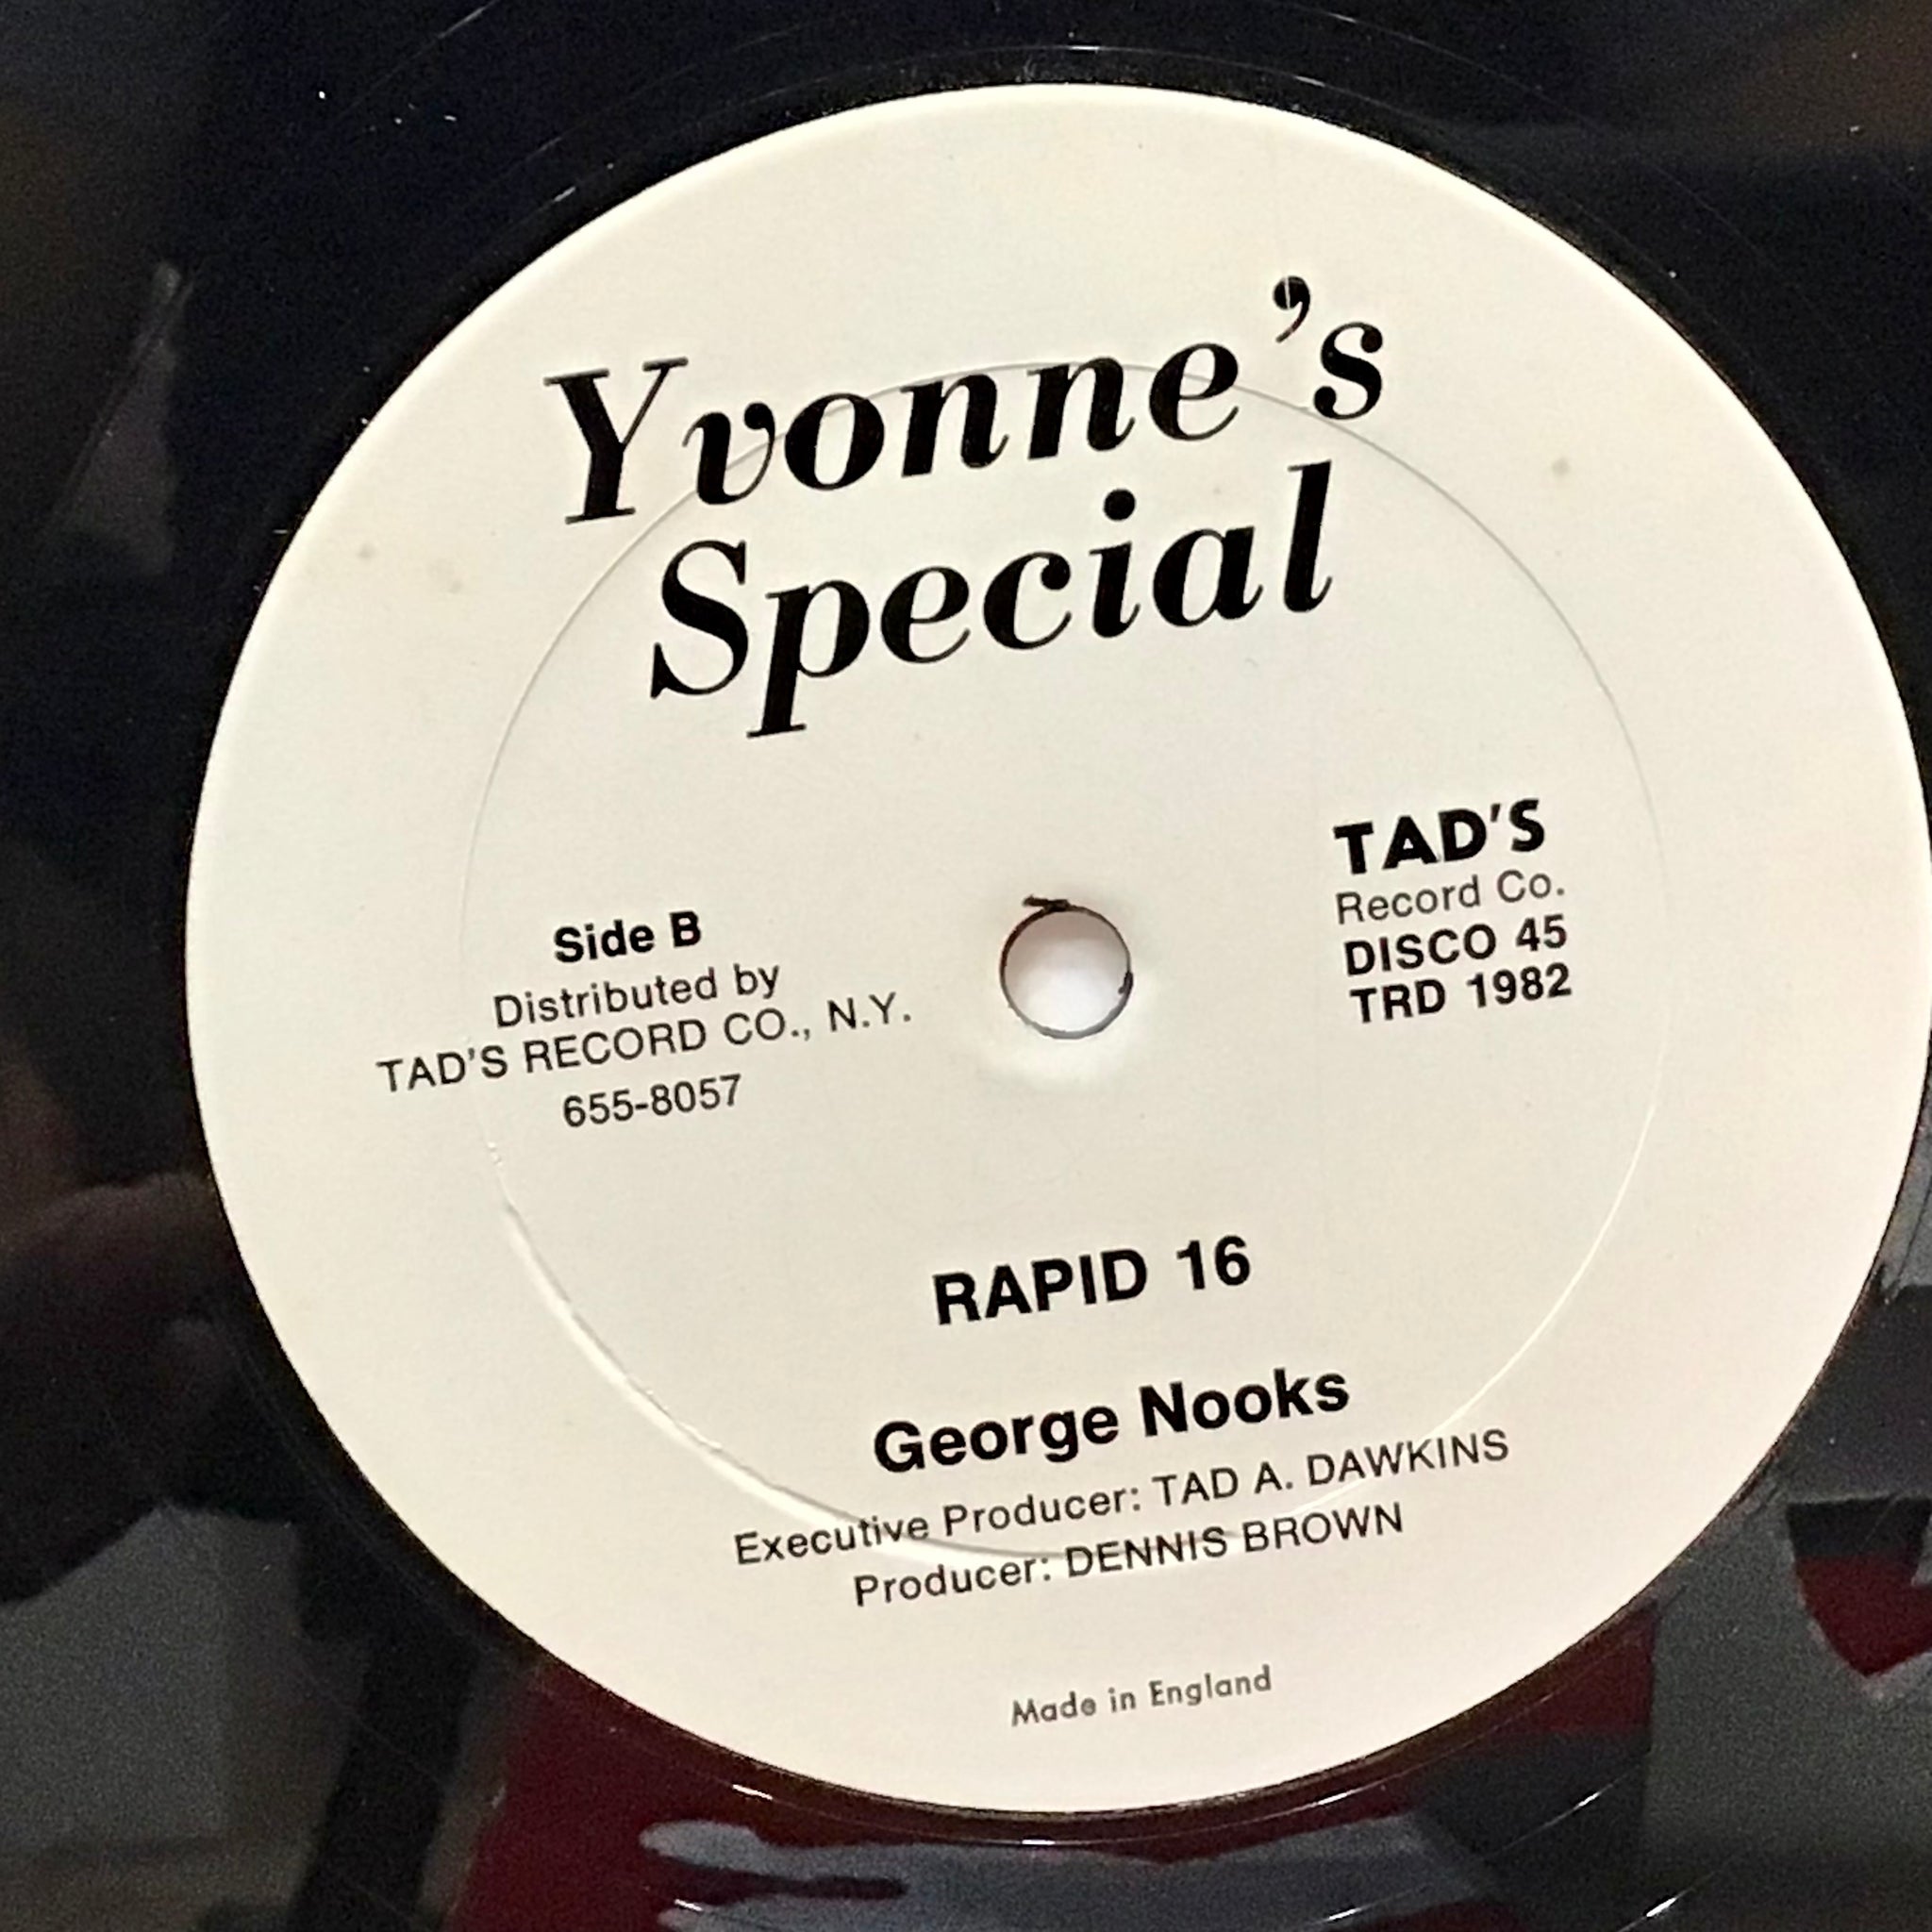 Yvonne's
Special
Side B
Distributed by
TAD'S RECORD CO., N.Y.
655-8057
TAD'S
Record Co.
DISCO 45
TRD 1982
RAPID 16
George Nooks
Executive Producer: TAD A. DAWKINS
Producer: DENNIS BROWN
Made in England